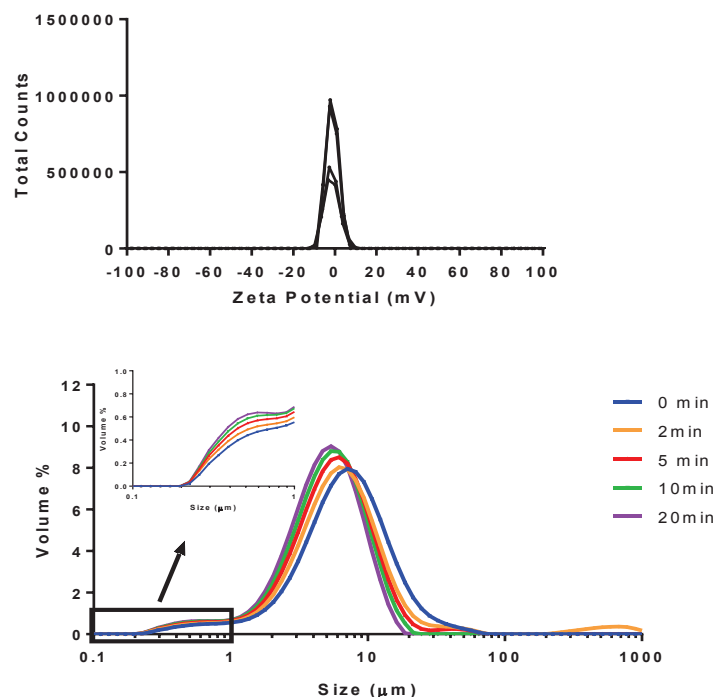 1500000
1000000
500000
0
Total Counts
-100 -80 -60 -40 -20 0 20 40 60 80 100
Zeta Potential (mV)
12
10
8
6
4
2
0
Volume %
1.0
0.8
0.6
0.4
0.2
0.0
Volume %
0.1 1
Size (μm)
0 min
2min
5 min
10min
20min
0.1 1 10 100 1000
Size (μm)